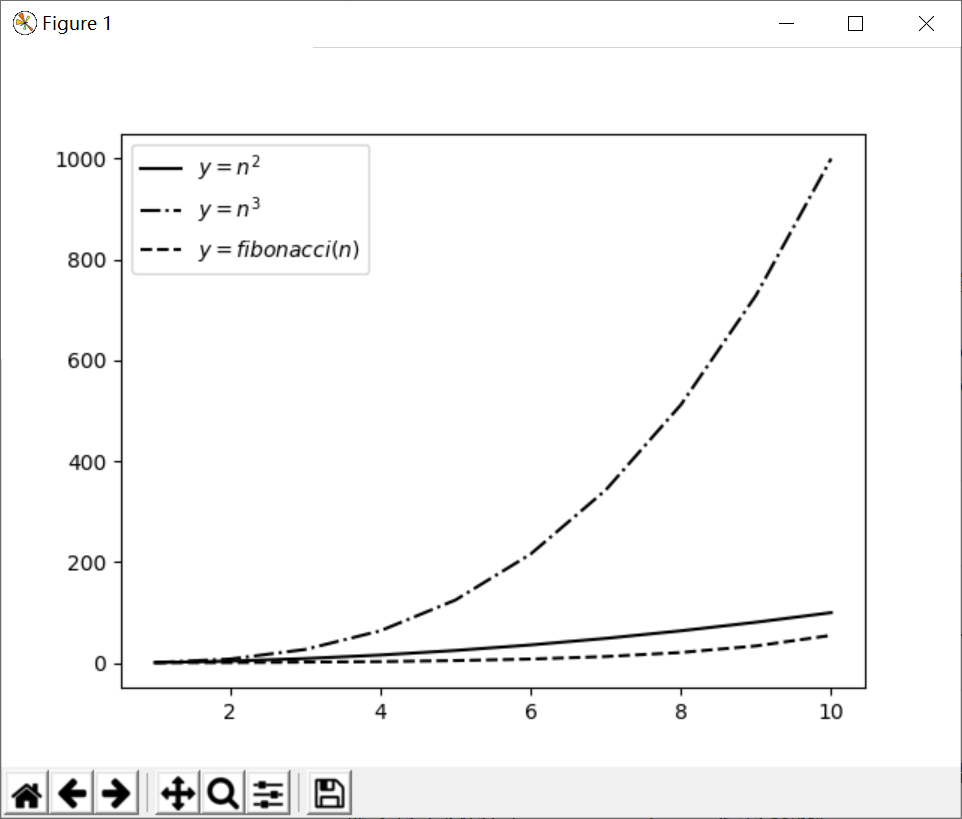 Figure 1
1000
800
600
400
200
0
y = n²
y = n³
y = fibonacci(n)
2 4 6 8 10